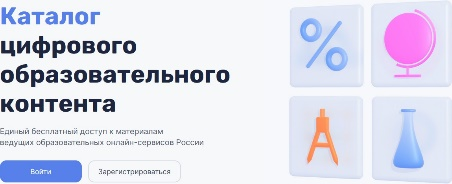 Каталог
цифрового
образовательного
контента
Единый бесплатный доступ к материалам
ведущих образовательных онлайн-сервисов России
Войти
Зарегистрироваться